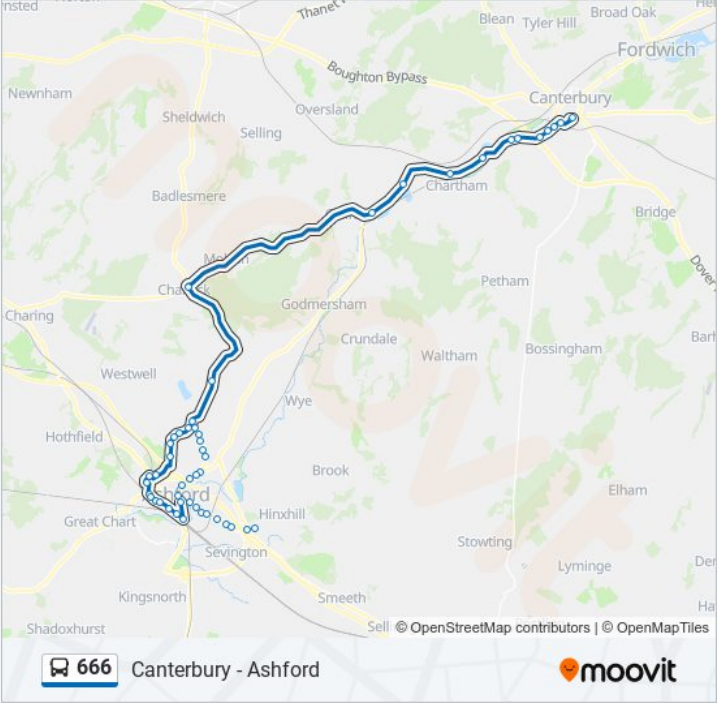 Thanet
Blean
Tyler Hill
Broad Oak
Fordwich
Boughton Bypass
Newnham
Canterbury
Oversland
Sheldwich
Selling
Chartham
Badlesmere
Bridge
Dover
Petham
Godmersham
Charing
Crundale
Waltham
Bossingham
Westwell
Wye
Hothfield
Brook
Elham
Great Chart
Hinxhill
Stowting
Sevington
Lyminge
Kingsnorth
Smeeth
Shadoxhurst
Sell
© OpenStreetMap contributors | © OpenMapTiles
666 Canterbury - Ashford
moovit